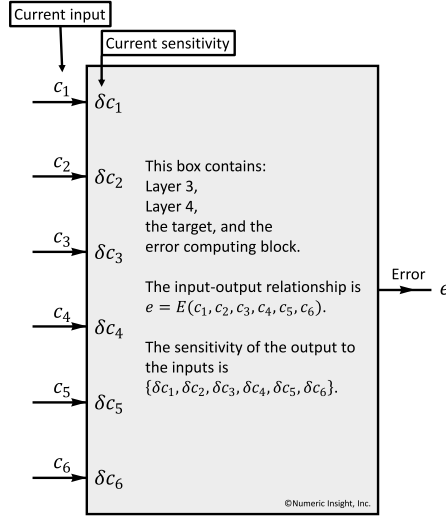 Current input
Current sensitivity
c₁
δc₁
c₂
δc₂
c₃
δc₃
c₄
δc₄
c₅
δc₅
c₆
δc₆
This box contains:
Layer 3,
Layer 4,
the target, and the
error computing block.
The input-output relationship is
e = E(c₁, c₂, c₃, c₄, c₅, c₆).
The sensitivity of the output to
the inputs is
{δc₁, δc₂, δc₃, δc₄, δc₅, δc₆}.
Error
e
©Numeric Insight, Inc.